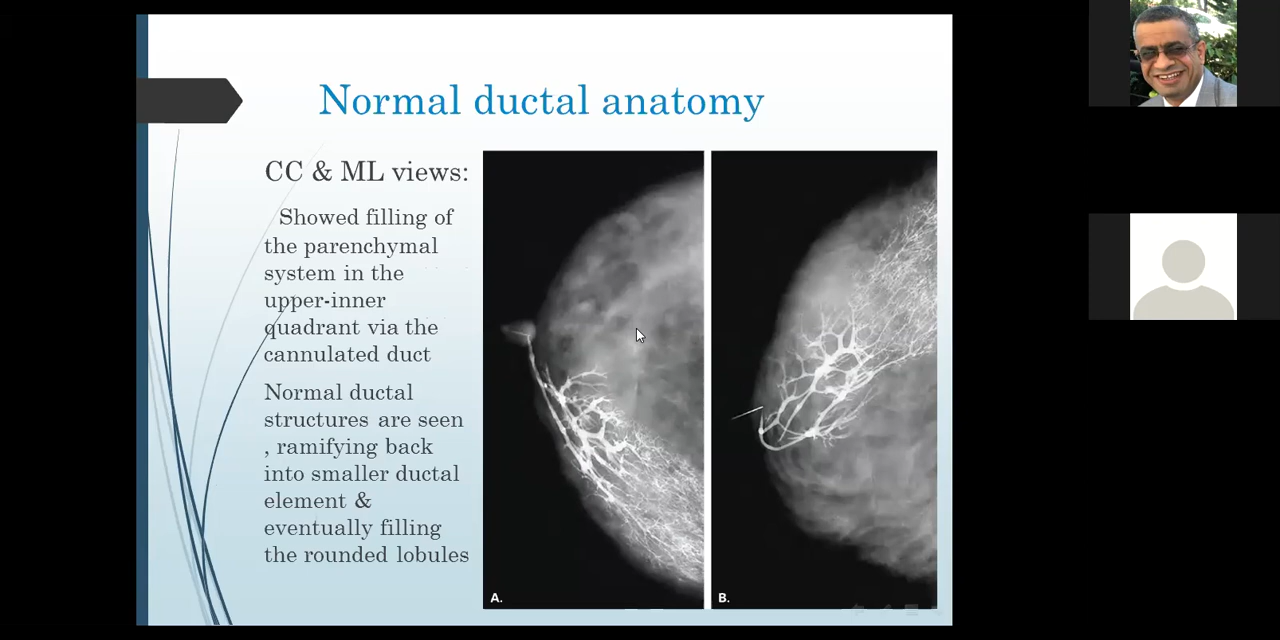 Normal ductal anatomy
CC & ML views:
Showed filling of
the parenchymal
system in the
upper-inner
quadrant via the
cannulated duct
Normal ductal
structures are seen
, ramifying back
into smaller ductal
element &
eventually filling
the rounded lobules
A.
B.